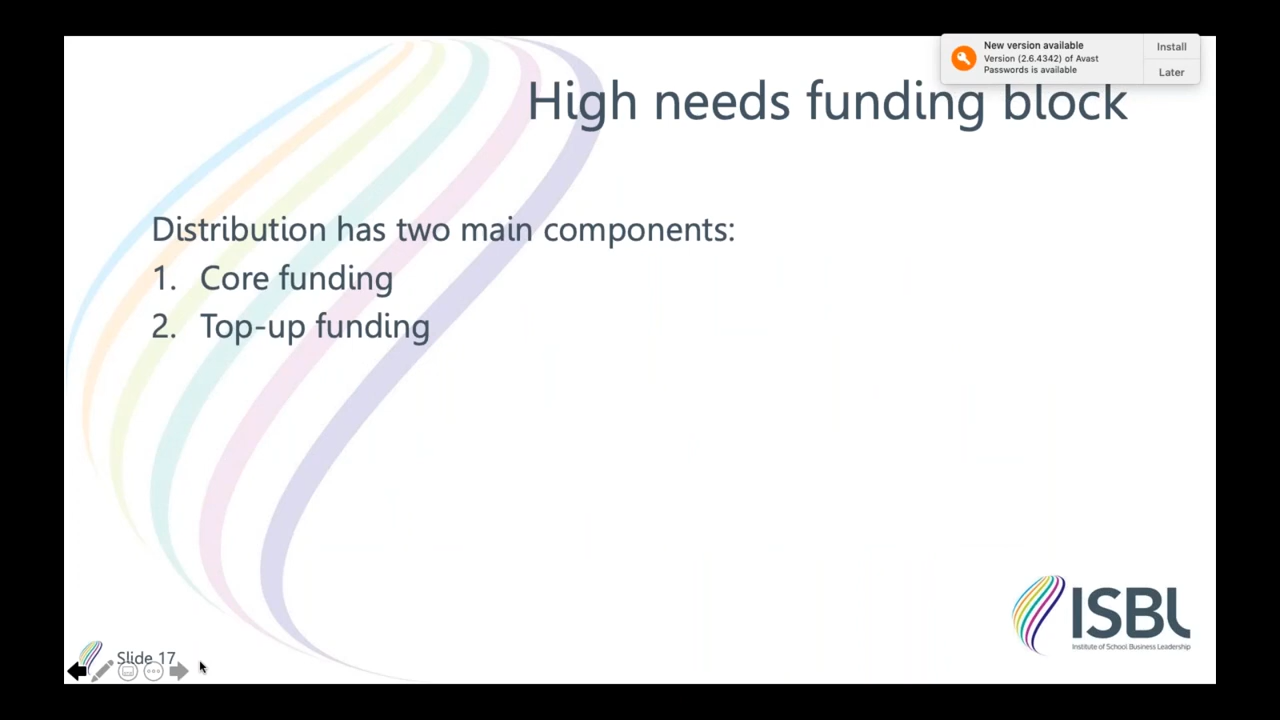 New version available
Version (2.6.4342) of Avast
Passwords is available
Install
Later
High needs funding block
Distribution has two main components:
1. Core funding
2. Top-up funding
ISBL
Institute of School Business Leadership
Slide 17